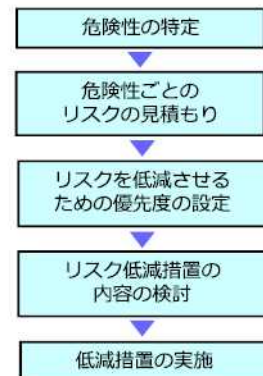 危険性の特定
危険性ごとの
リスクの見積もり
リスクを低減させる
ための優先度の設定
リスク低減措置の
内容の検討
低減措置の実施